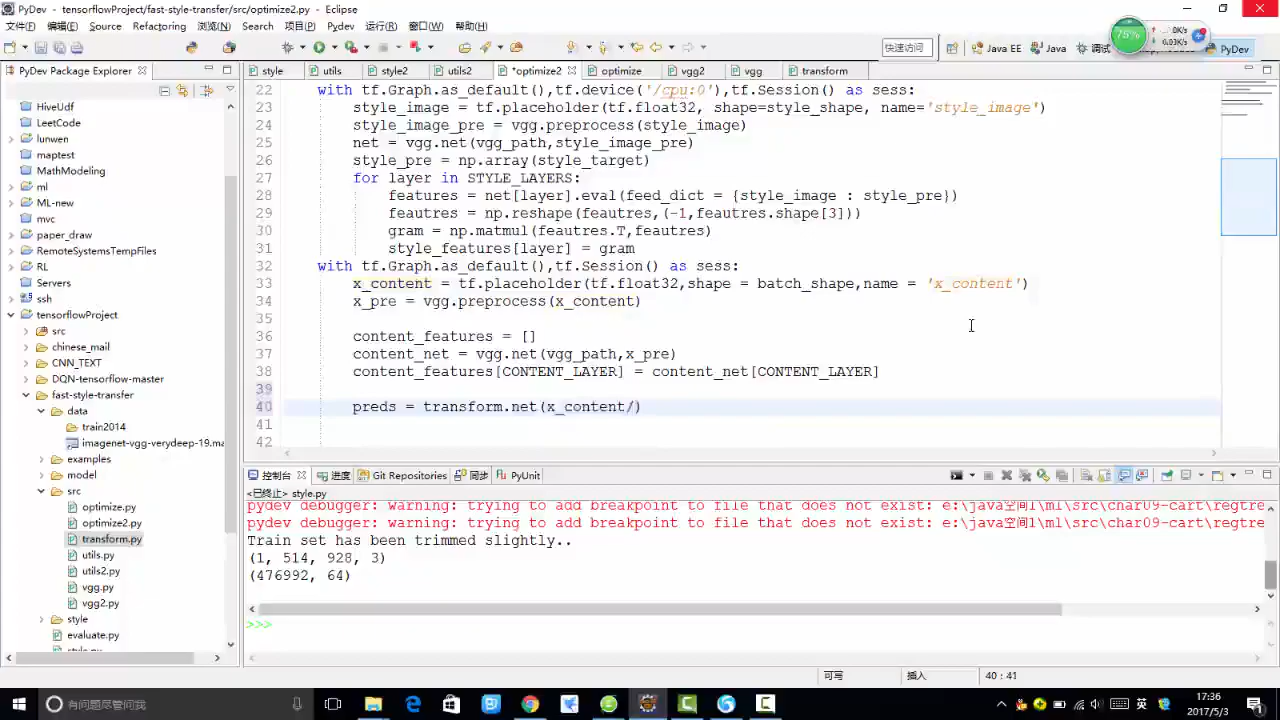 PyDev - tensorflowProject/fast-style-transfer/src/optimize2.py - Eclipse
文件(F) 编辑(E) Source Refactoring 浏览(N) Search 项目(P) Pydev 运行(R) 窗口(W) 帮助(H)
75% 0K/s
0.03K/s
快速访问 Java EE Java 调试 PyDev
PyDev Package Explorer
style utils style2 utils2 *optimize2 optimize vgg2 vgg transform
HiveUdf
LeetCode
lunwen
maptest
MathModeling
ml
ML-new
mvc
paper_draw
RemoteSystemsTempFiles
RL
Servers
ssh
tensorflowProject
src
chinese_mail
CNN_TEXT
DQN-tensorflow-master
fast-style-transfer
data
train2014
imagenet-vgg-verydeep-19.ma
examples
model
src
optimize.py
optimize2.py
transform.py
utils.py
utils2.py
vgg.py
vgg2.py
style
evaluate.py
22 with tf.Graph.as_default(),tf.device('/cpu:0'),tf.Session() as sess:
23 style_image = tf.placeholder(tf.float32, shape=style_shape, name='style_image')
24 style_image_pre = vgg.preprocess(style_image)
25 net = vgg.net(vgg_path,style_image_pre)
26 style_pre = np.array(style_target)
27 for layer in STYLE_LAYERS:
28 features = net[layer].eval(feed_dict = {style_image : style_pre})
29 feautres = np.reshape(feautres,(-1,feautres.shape[3]))
30 gram = np.matmul(feautres.T,feautres)
31 style_features[layer] = gram
32 with tf.Graph.as_default(),tf.Session() as sess:
33 x_content = tf.placeholder(tf.float32,shape = batch_shape,name = 'x_content')
34 x_pre = vgg.preprocess(x_content)
35
36 content_features = []
37 content_net = vgg.net(vgg_path,x_pre)
38 content_features[CONTENT_LAYER] = content_net[CONTENT_LAYER]
39
40 preds = transform.net(x_content/)
41
42
控制台 进度 Git Repositories 同步 PyUnit
<已终止> style.py
pydev debugger: warning: trying to add breakpoint to file that does not exist: e:\java空间1\ml\src\char09-cart\regtre
pydev debugger: warning: trying to add breakpoint to file that does not exist: e:\java空间1\ml\src\char09-cart\regtre
Train set has been trimmed slightly..
(1, 514, 928, 3)
(476992, 64)
>>>
可写 插入 40 : 41
有问题尽管问我
英
17:36
2017/5/3